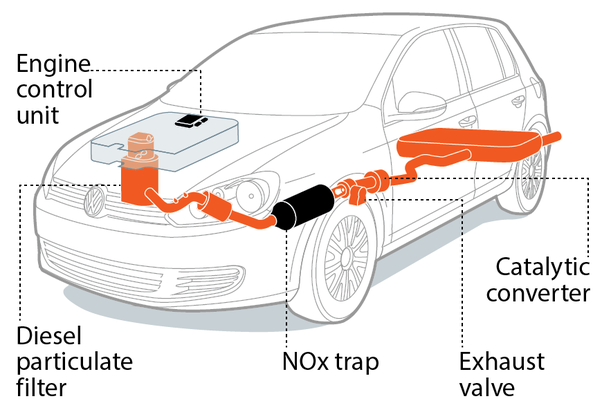 Engine
control
unit
Catalytic
converter
Diesel
particulate
filter
NOx trap
Exhaust
valve